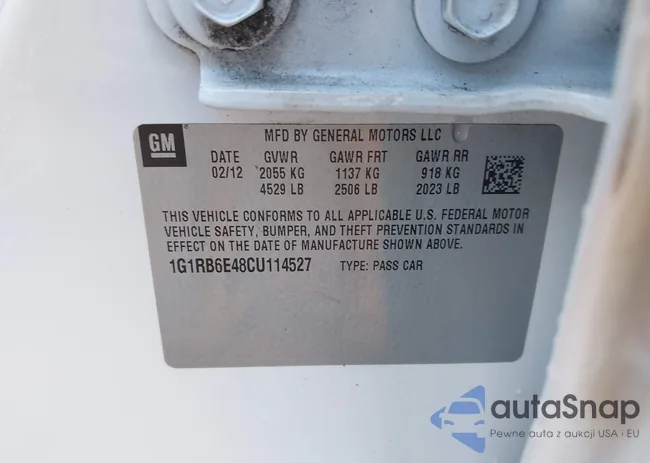 GM
MFD BY GENERAL MOTORS LLC
DATE GVWR GAWR FRT GAWR RR
02/12 2055 KG 1137 KG 918 KG
4529 LB 2506 LB 2023 LB
THIS VEHICLE CONFORMS TO ALL APPLICABLE U.S. FEDERAL MOTOR
VEHICLE SAFETY, BUMPER, AND THEFT PREVENTION STANDARDS IN
EFFECT ON THE DATE OF MANUFACTURE SHOWN ABOVE.
1G1RB6E48CU114527 TYPE: PASS CAR
autaSnap
Pewne auta z aukcji USA i EU